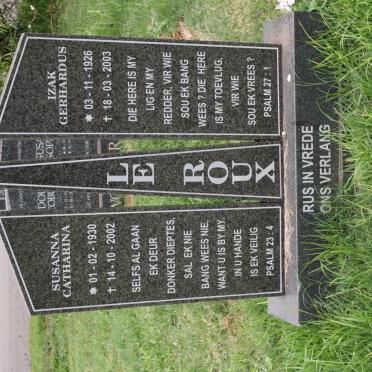 IZAK
GERHARDUS
* 03 - 11 - 1926
† 18 - 03 - 2003
DIE HERE IS MY
LIG EN MY
REDDER, VIR WIE
SOU EK BANG
WEES? DIE HERE
IS MY TOEVLUG,
VIR WIE
SOU EK VREES?
PSALM 27 : 1
LE ROUX
SUSANNA
CATHARINA
* 01 - 02 - 1930
† 14 - 10 - 2002
SELFS AL GAAN
EK DEUR
DONKER DIEPTES,
SAL EK NIE
BANG WEES NIE,
WANT U IS BY MY.
IN U HANDE
IS EK VEILIG
PSALM 23 : 4
RUS IN VREDE
ONS VERLANG